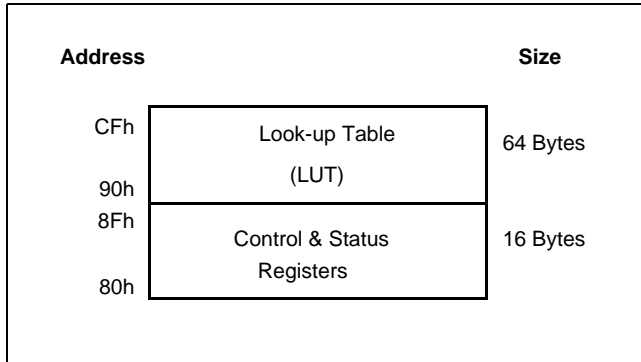 Address Size
CFh
Look-up Table
64 Bytes
(LUT)
90h
8Fh
Control & Status
16 Bytes
Registers
80h